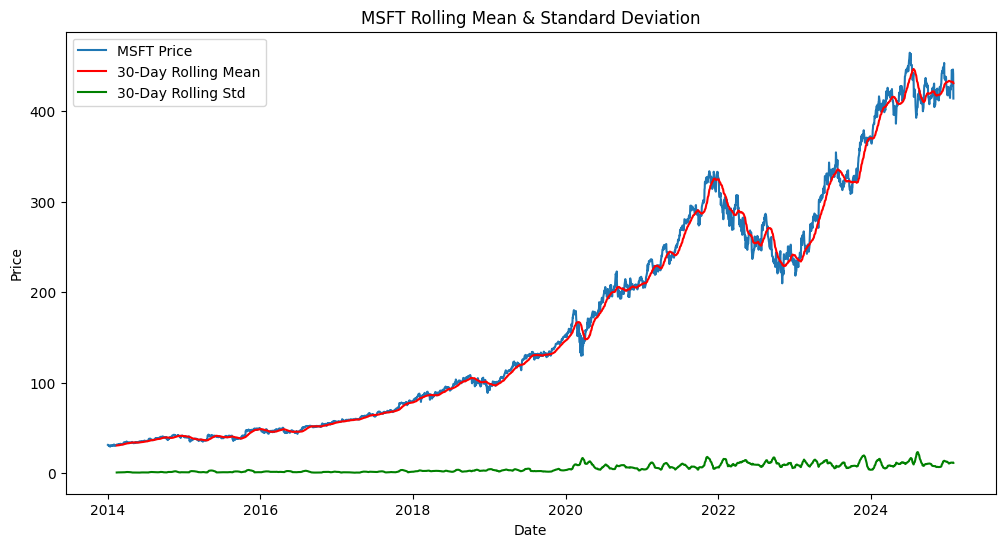 MSFT Rolling Mean & Standard Deviation
MSFT Price
30-Day Rolling Mean
30-Day Rolling Std
Price
400
300
200
100
0
2014 2016 2018 2020 2022 2024
Date